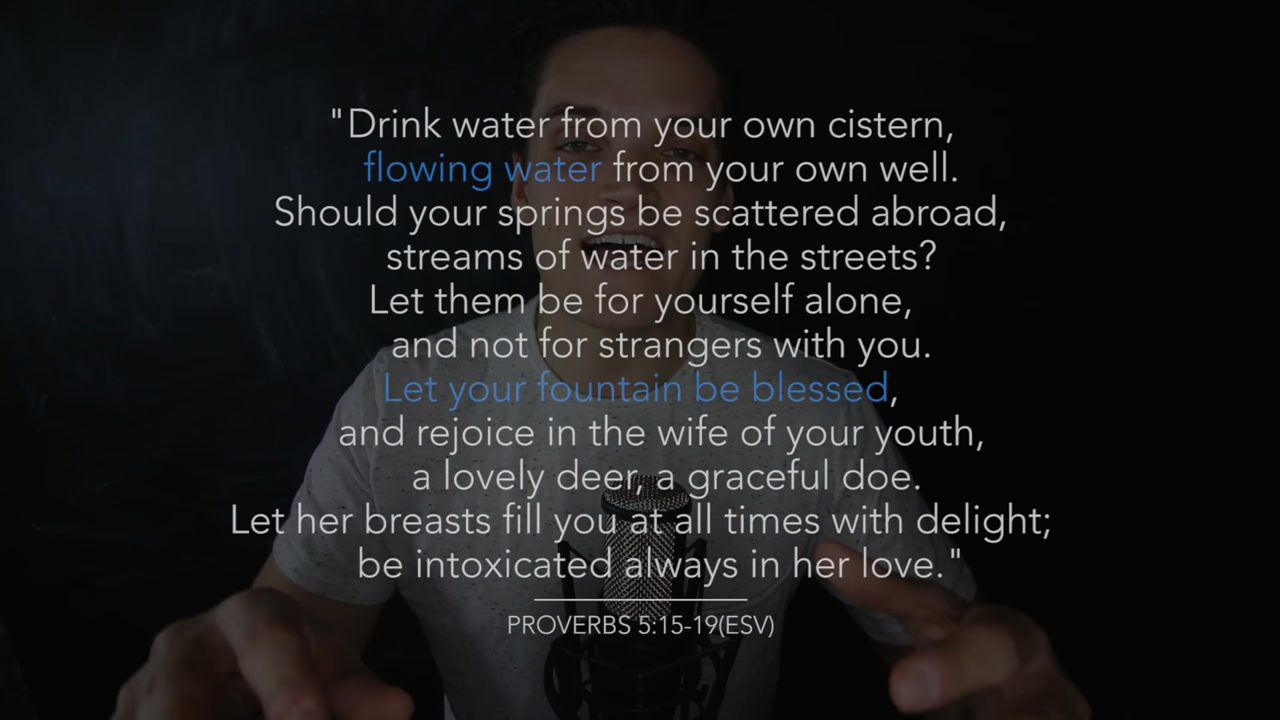 "Drink water from your own cistern,
flowing water from your own well.
Should your springs be scattered abroad,
streams of water in the streets?
Let them be for yourself alone,
and not for strangers with you.
Let your fountain be blessed,
and rejoice in the wife of your youth,
a lovely deer, a graceful doe.
Let her breasts fill you at all times with delight;
be intoxicated always in her love."
PROVERBS 5:15-19(ESV)